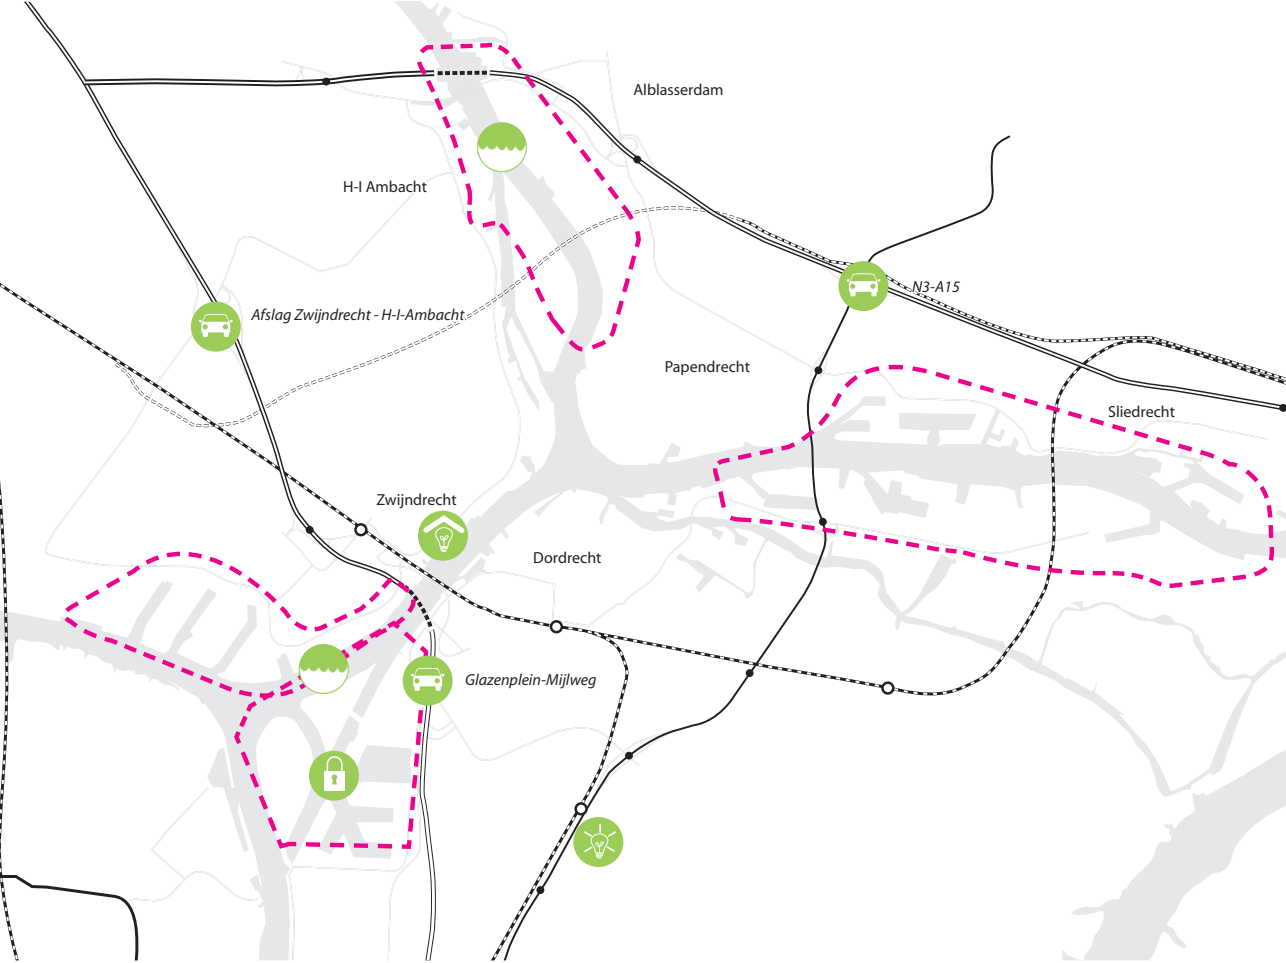 Alblasserdam
H-I Ambacht
N3-A15
Afslag Zwijndrecht - H-I-Ambacht
Papendrecht
Sliedrecht
Zwijndrecht
Dordrecht
Glazenplein-Mijlweg